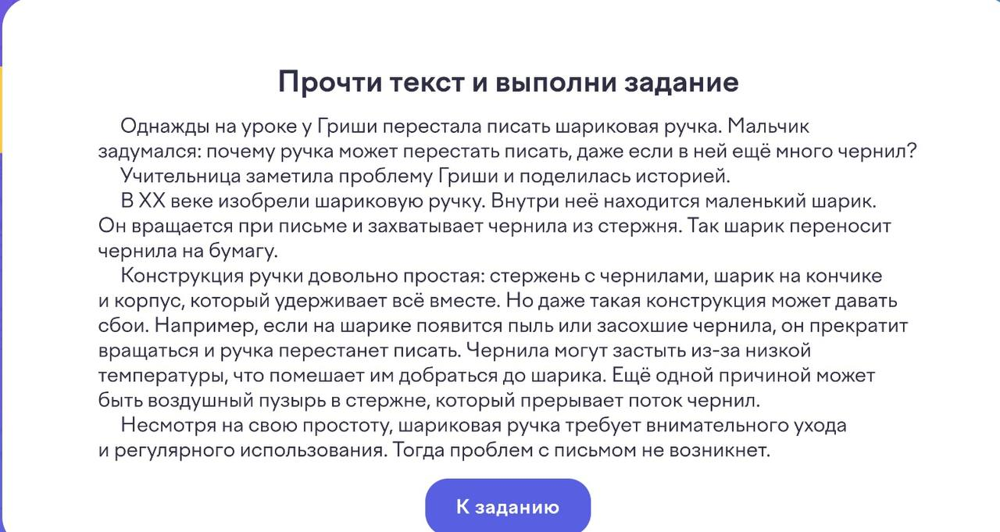 Прочти текст и выполни задание
Однажды на уроке у Гриши перестала писать шариковая ручка. Мальчик
задумался: почему ручка может перестать писать, даже если в ней ещё много чернил?
Учительница заметила проблему Гриши и поделилась историей.
В XX веке изобрели шариковую ручку. Внутри неё находится маленький шарик.
Он вращается при письме и захватывает чернила из стержня. Так шарик переносит
чернила на бумагу.
Конструкция ручки довольно простая: стержень с чернилами, шарик на кончике
и корпус, который удерживает всё вместе. Но даже такая конструкция может давать
сбои. Например, если на шарике появится пыль или засохшие чернила, он прекратит
вращаться и ручка перестанет писать. Чернила могут застыть из-за низкой
температуры, что помешает им добраться до шарика. Ещё одной причиной может
быть воздушный пузырь в стержне, который прерывает поток чернил.
Несмотря на свою простоту, шариковая ручка требует внимательного ухода
и регулярного использования. Тогда проблем с письмом не возникнет.
К заданию